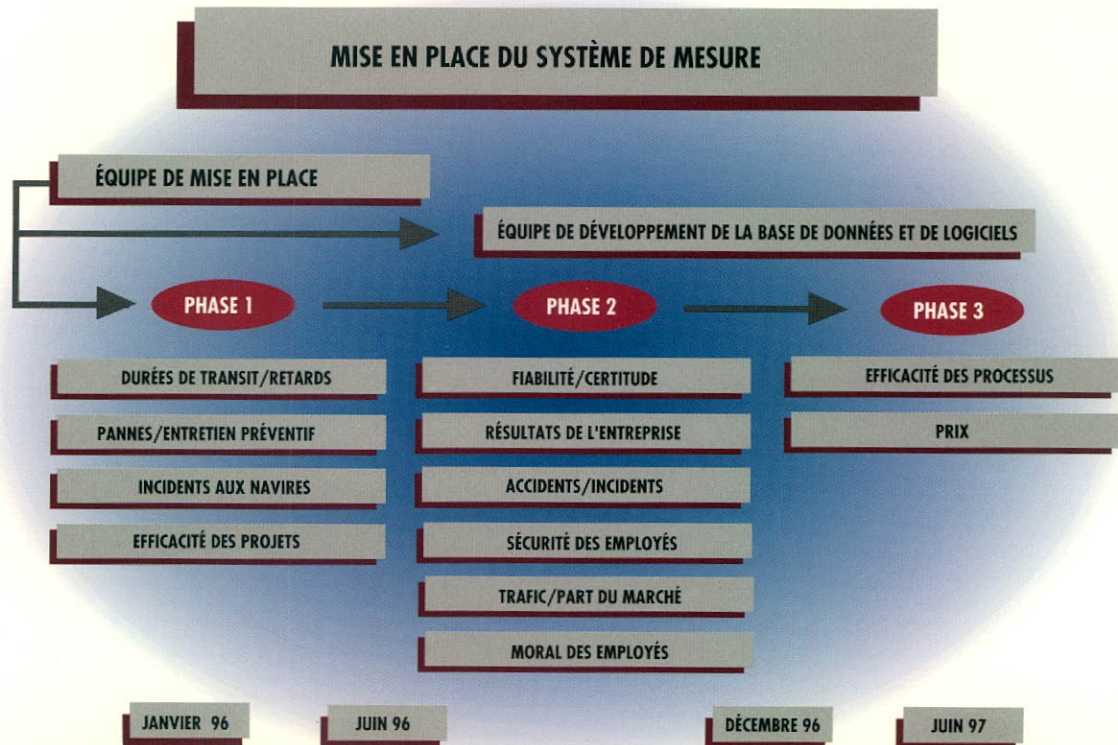 MISE EN PLACE DU SYSTÈME DE MESURE
ÉQUIPE DE MISE EN PLACE
ÉQUIPE DE DÉVELOPPEMENT DE LA BASE DE DONNÉES ET DE LOGICIELS
PHASE 1
PHASE 2
PHASE 3
DURÉES DE TRANSIT/RETARDS
PANNES/ENTRETIEN PRÉVENTIF
INCIDENTS AUX NAVIRES
EFFICACITÉ DES PROJETS
FIABILITÉ/CERTITUDE
RÉSULTATS DE L'ENTREPRISE
ACCIDENTS/INCIDENTS
SÉCURITÉ DES EMPLOYÉS
TRAFIC/PART DU MARCHÉ
MORAL DES EMPLOYÉS
EFFICACITÉ DES PROCESSUS
PRIX
JANVIER 96
JUIN 96
DÉCEMBRE 96
JUIN 97